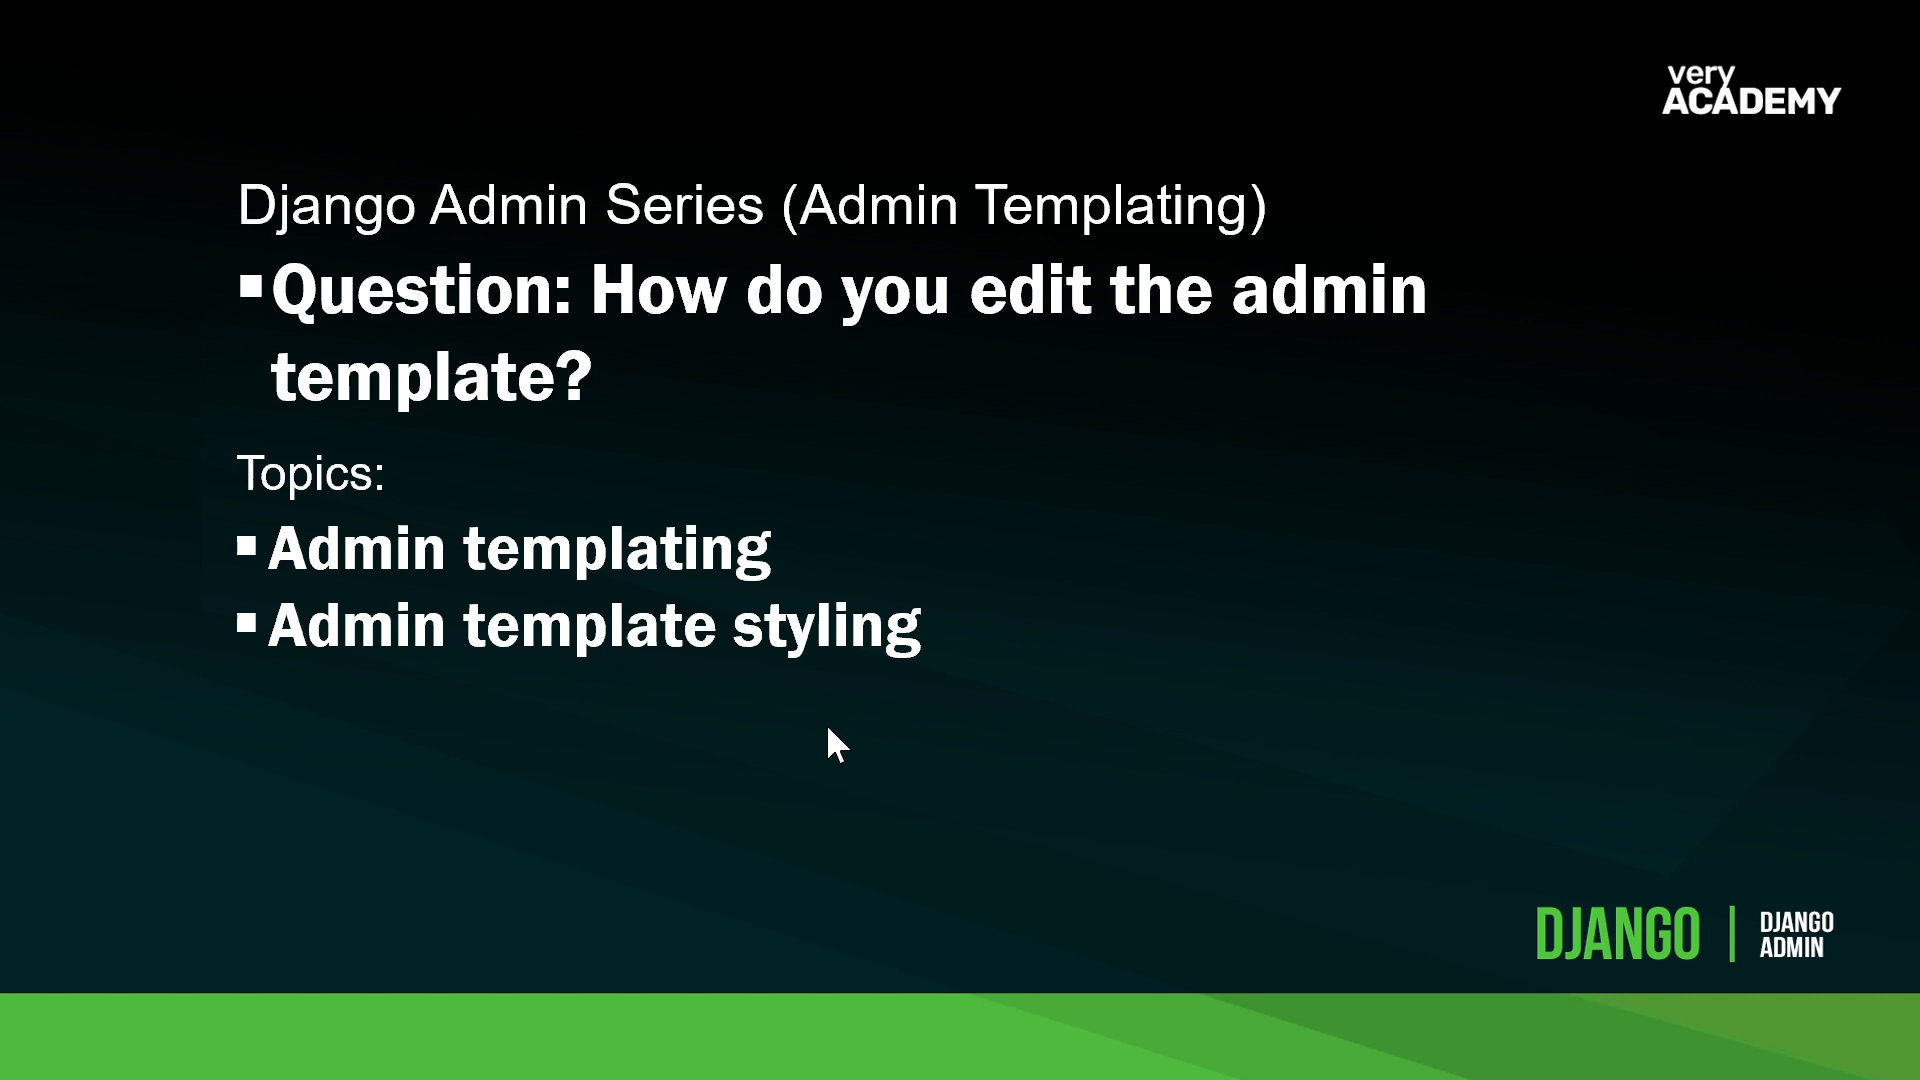 very
ACADEMY
Django Admin Series (Admin Templating)
▪Question: How do you edit the admin
template?
Topics:
▪Admin templating
▪Admin template styling
DJANGO | DJANGO
ADMIN